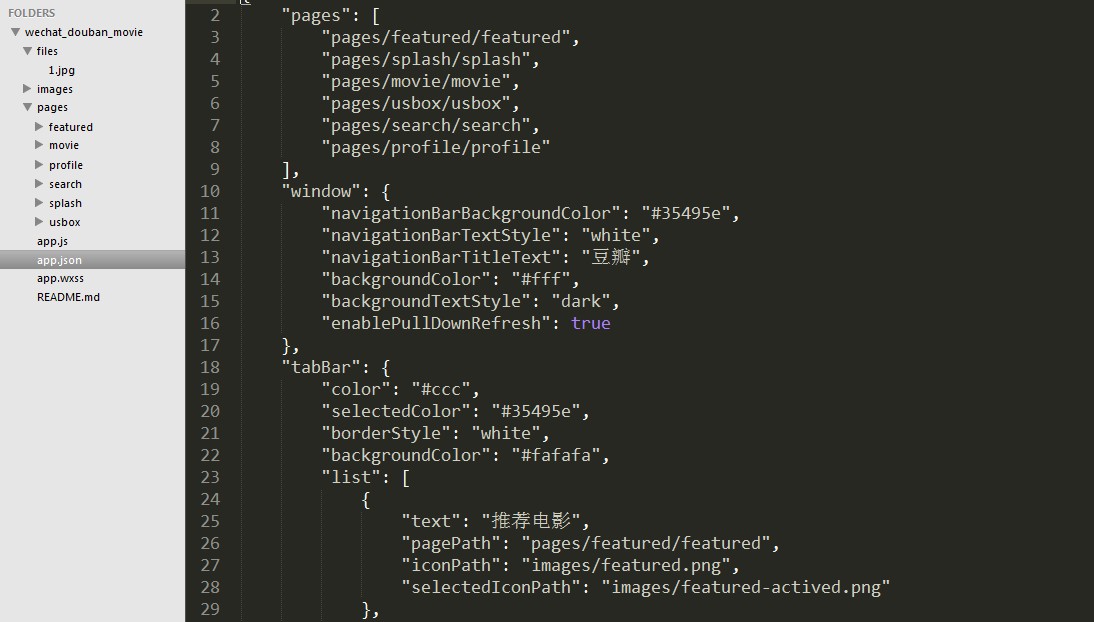 FOLDERS
wechat_douban_movie
files
1.jpg
images
pages
featured
movie
profile
search
splash
usbox
app.js
app.json
app.wxss
README.md
2 "pages": [
3 "pages/featured/featured",
4 "pages/splash/splash",
5 "pages/movie/movie",
6 "pages/usbox/usbox",
7 "pages/search/search",
8 "pages/profile/profile"
9 ],
10 "window": {
11 "navigationBarBackgroundColor": "#35495e",
12 "navigationBarTextStyle": "white",
13 "navigationBarTitleText": "豆瓣",
14 "backgroundColor": "#fff",
15 "backgroundTextStyle": "dark",
16 "enablePullDownRefresh": true
17 },
18 "tabBar": {
19 "color": "#ccc",
20 "selectedColor": "#35495e",
21 "borderStyle": "white",
22 "backgroundColor": "#fafafa",
23 "list": [
24 {
25 "text": "推荐电影",
26 "pagePath": "pages/featured/featured",
27 "iconPath": "images/featured.png",
28 "selectedIconPath": "images/featured-actived.png"
29 },